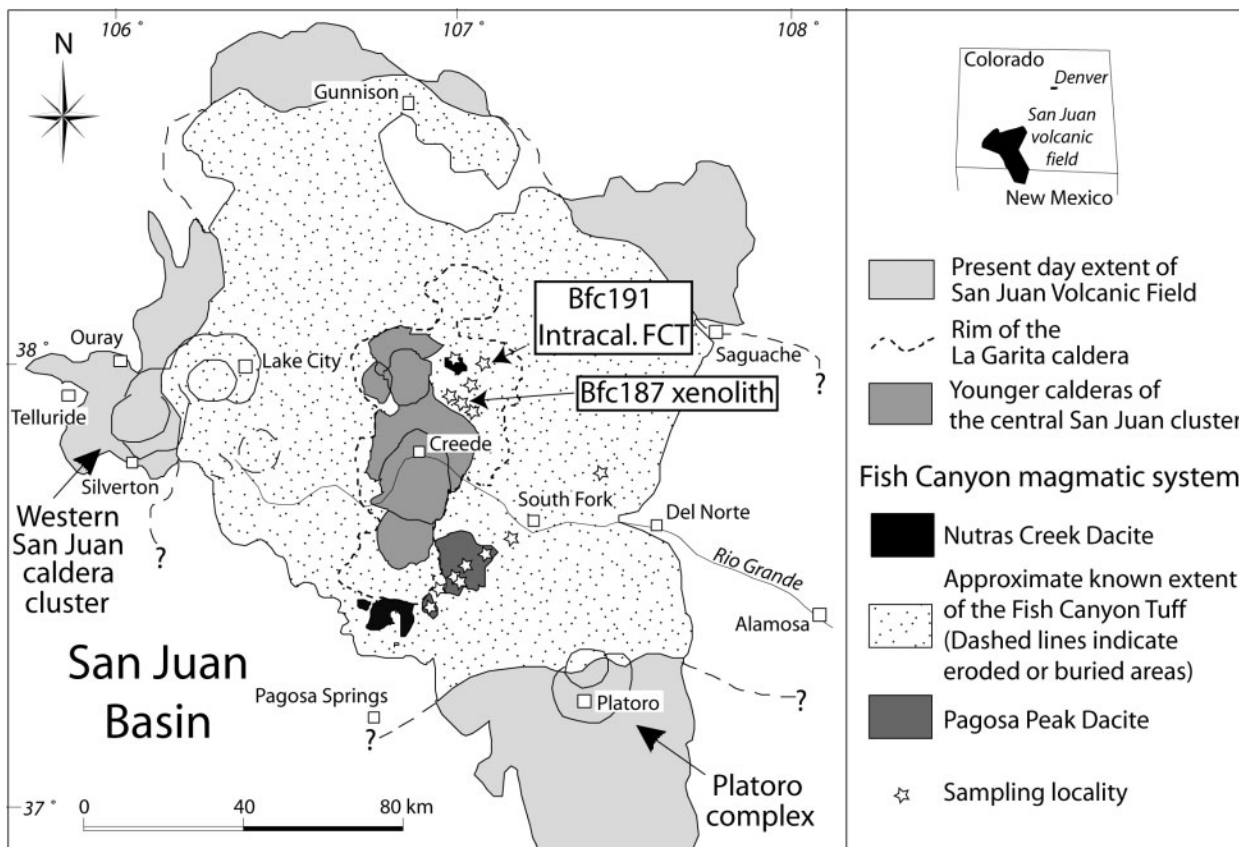 106 °
107 °
108 °
N
Gunnison
Bfc191
Intracal. FCT
Ouray
38°
Lake City
Saguache
?
Bfc187 xenolith
Telluride
Creede
Silverton
South Fork
Del Norte
Western
San Juan
caldera
cluster
?
Rio Grande
Alamosa
San Juan
Basin
Pagosa Springs
?
Platoro
?
Platoro
complex
37°
0
40
80 km
Colorado
Denver
San Juan
volcanic
field
New Mexico
Present day extent of
San Juan Volcanic Field
Rim of the
La Garita caldera
Younger calderas of
the central San Juan cluster
Fish Canyon magmatic system
Nutras Creek Dacite
Approximate known extent
of the Fish Canyon Tuff
(Dashed lines indicate
eroded or buried areas)
Pagosa Peak Dacite
Sampling locality